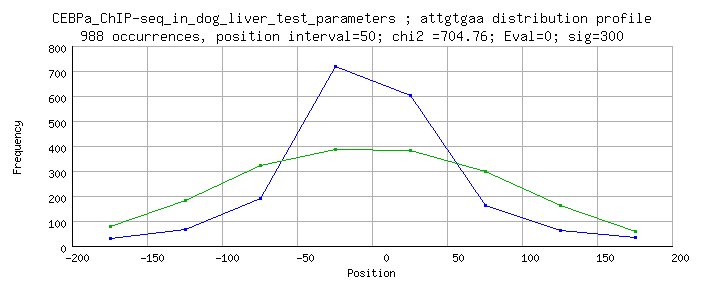 CEBPa_ChIP-seq_in_dog_liver_test_parameters ; attgtgaa distribution profile
988 occurrences, position interval=50; chi2 =704.76; Eval=0; sig=300
800
700
600
500
400
300
200
100
0
Frequency
-200 -150 -100 -50 0 50 100 150 200
Position